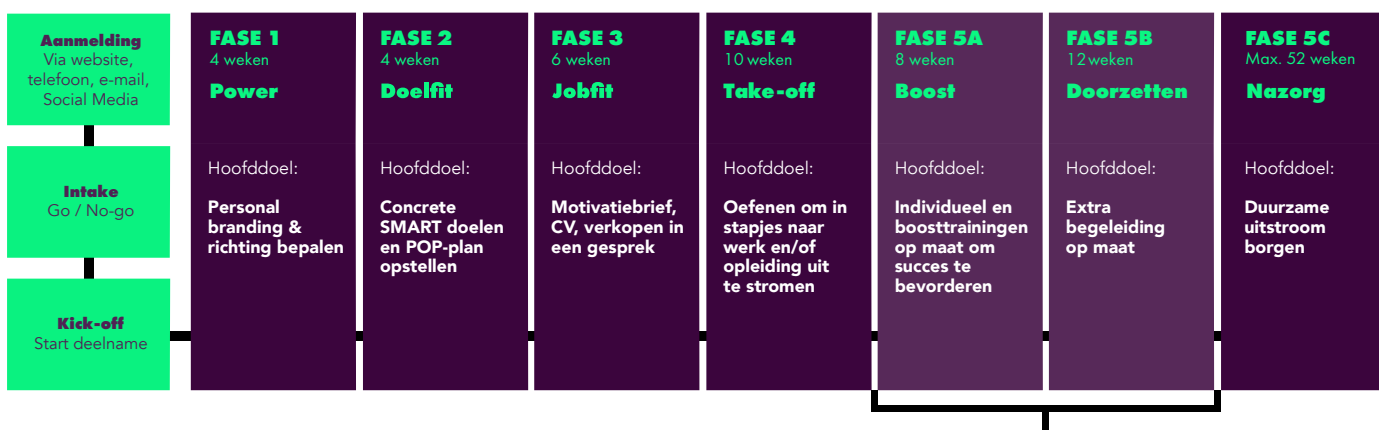 Aanmelding
Via website,
telefoon, e-mail,
Social Media
Intake
Go / No-go
Kick-off
Start deelname
FASE 1
4 weken
Power
Hoofddoel:
Personal
branding &
richting bepalen
FASE 2
4 weken
Doelfit
Hoofddoel:
Concrete
SMART doelen
en POP-plan
opstellen
FASE 3
6 weken
Jobfit
Hoofddoel:
Motivatiebrief,
CV, verkopen in
een gesprek
FASE 4
10 weken
Take-off
Hoofddoel:
Oefenen om in
stapjes naar
werk en/of
opleiding uit
te stromen
FASE 5A
8 weken
Boost
Hoofddoel:
Individueel en
boosttrainingen
op maat om
succes te
bevorderen
FASE 5B
12 weken
Doorzetten
Hoofddoel:
Extra
begeleiding
op maat
FASE 5C
Max. 52 weken
Nazorg
Hoofddoel:
Duurzame
uitstroom
borgen